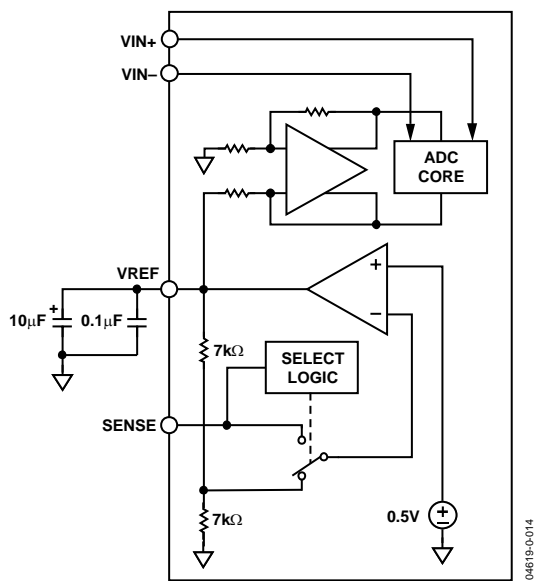 VIN+
VIN–
ADC
CORE
VREF
+
–
+
10µF
0.1µF
7kΩ
SELECT
LOGIC
SENSE
7kΩ
0.5V
+
–
04619-0-014